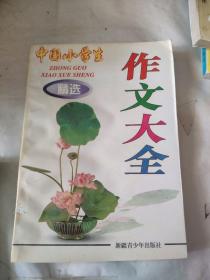 中国小学生
ZHONG GUO
XIAO XUE SHENG
精选
作文大全
新疆青少年出版社